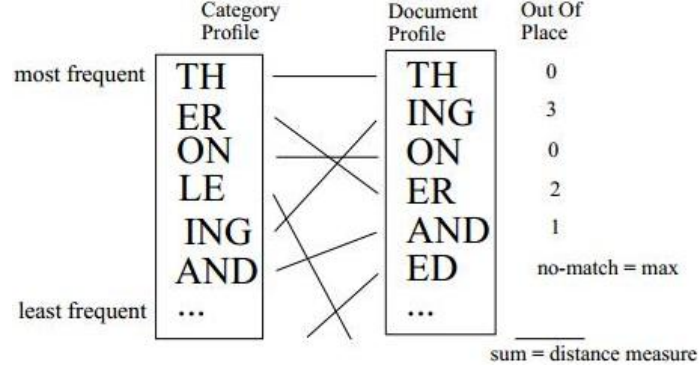 Category Profile
Document Profile
Out Of Place
most frequent
TH
TH
0
ER
ING
3
ON
ON
0
LE
ER
2
ING
AND
1
AND
ED
no-match = max
least frequent
...
...
sum = distance measure